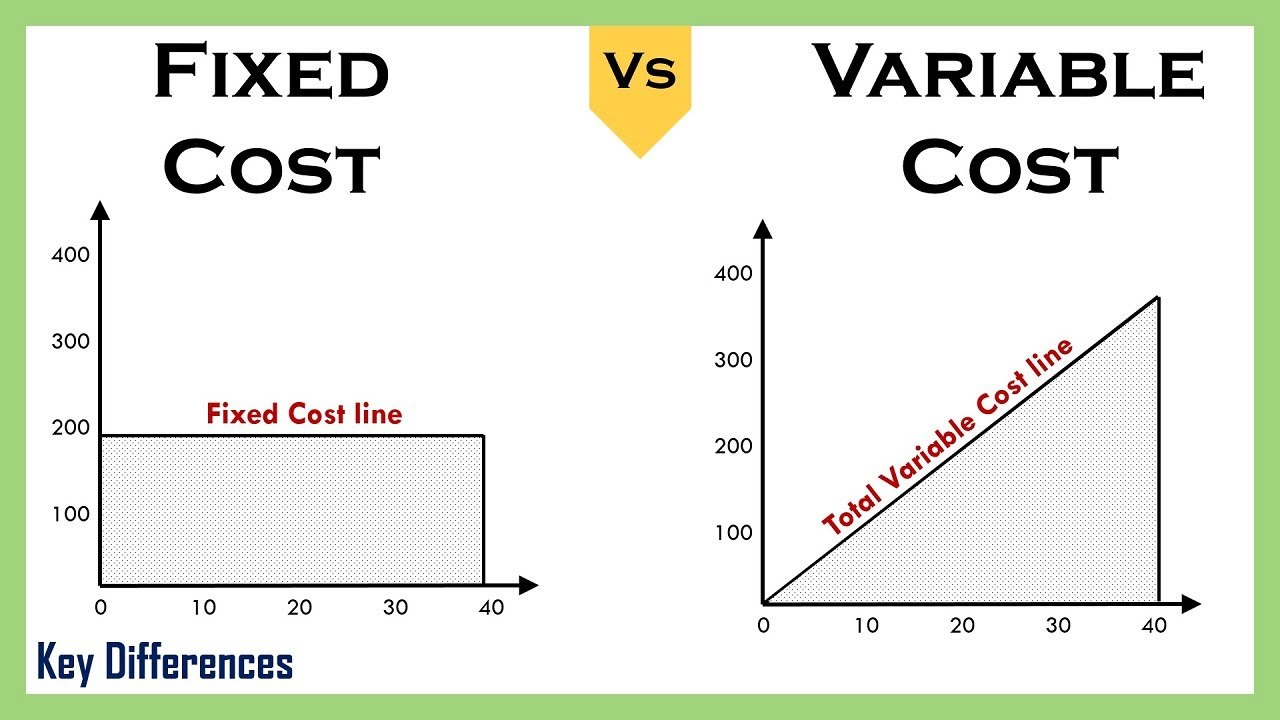 FIXED
COST
VS
VARIABLE
COST
400
300
200
100
Fixed Cost line
0 10 20 30 40
400
300
200
100
Total Variable Cost line
0 10 20 30 40
Key Differences